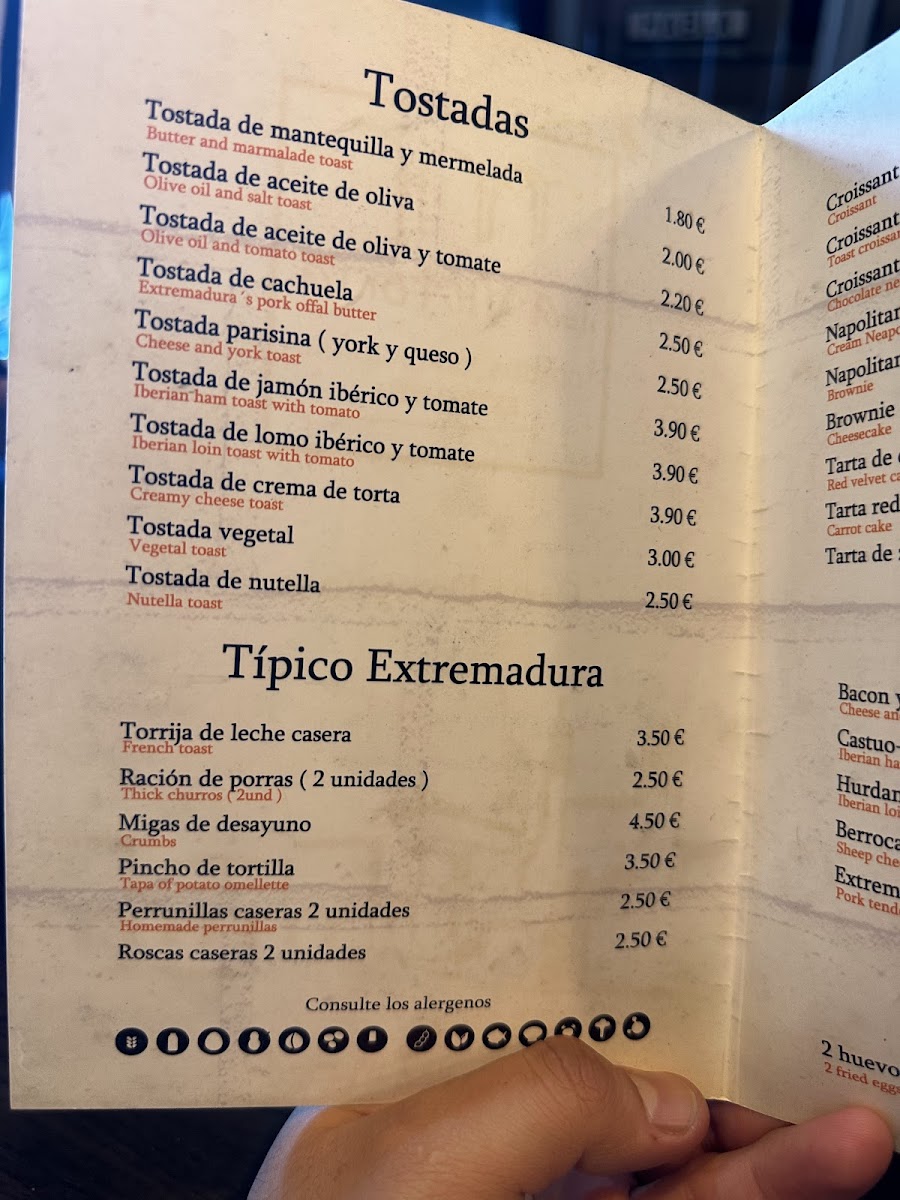 Tostadas
Tostada de mantequilla y mermelada 1.80 €
Butter and marmalade toast
Tostada de aceite de oliva 2.00 €
Olive oil and salt toast
Tostada de aceite de oliva y tomate 2.20 €
Olive oil and tomato toast
Tostada de cachuela 2.50 €
Extremadura´s pork offal butter
Tostada parisina ( york y queso ) 2.50 €
Cheese and york toast
Tostada de jamón ibérico y tomate 3.90 €
Iberian ham toast with tomato
Tostada de lomo ibérico y tomate 3.90 €
Iberian loin toast with tomato
Tostada de crema de torta 3.90 €
Creamy cheese toast
Tostada vegetal 3.00 €
Vegetal toast
Tostada de nutella 2.50 €
Nutella toast
Típico Extremadura
Torrija de leche casera 3.50 €
French toast
Ración de porras ( 2 unidades ) 2.50 €
Thick churros ( 2und )
Migas de desayuno 4.50 €
Crumbs
Pincho de tortilla 3.50 €
Tapa of potato omellette
Perrunillas caseras 2 unidades 2.50 €
Homemade perrunillas
Roscas caseras 2 unidades 2.50 €
Consulte los alergenos
Croissant
Croissant
Croissant
Toast
Croissant
Chocolate
Cream
Brownie
Brownie
Cheesecake
Tarta de
Red velvet
Tarta red
Carrot cake
Tarta de
Bacon
Cheese
Iberian
Iberian
Sheep
Pork
2
2 fried